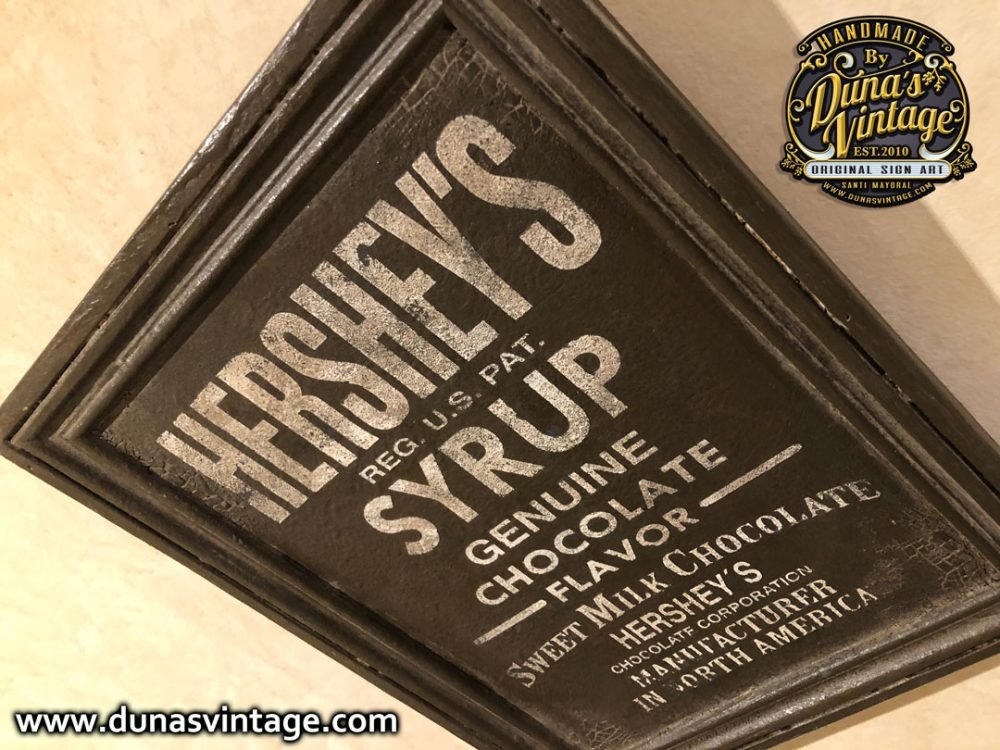 HERSHEY'S
REG. U.S. PAT.
SYRUP
GENUINE
CHOCOLATE
FLAVOR
SWEET MILK CHOCOLATE
HERSHEY'S
CHOCOLATE CORPORATION
MANUFACTURER
IN NORTH AMERICA
HANDMADE
By
Duna's
Vintage
EST. 2010
ORIGINAL SIGN ART
SANTI MAYORAL
WWW.DUNASVINTAGE.COM
www.dunasvintage.com